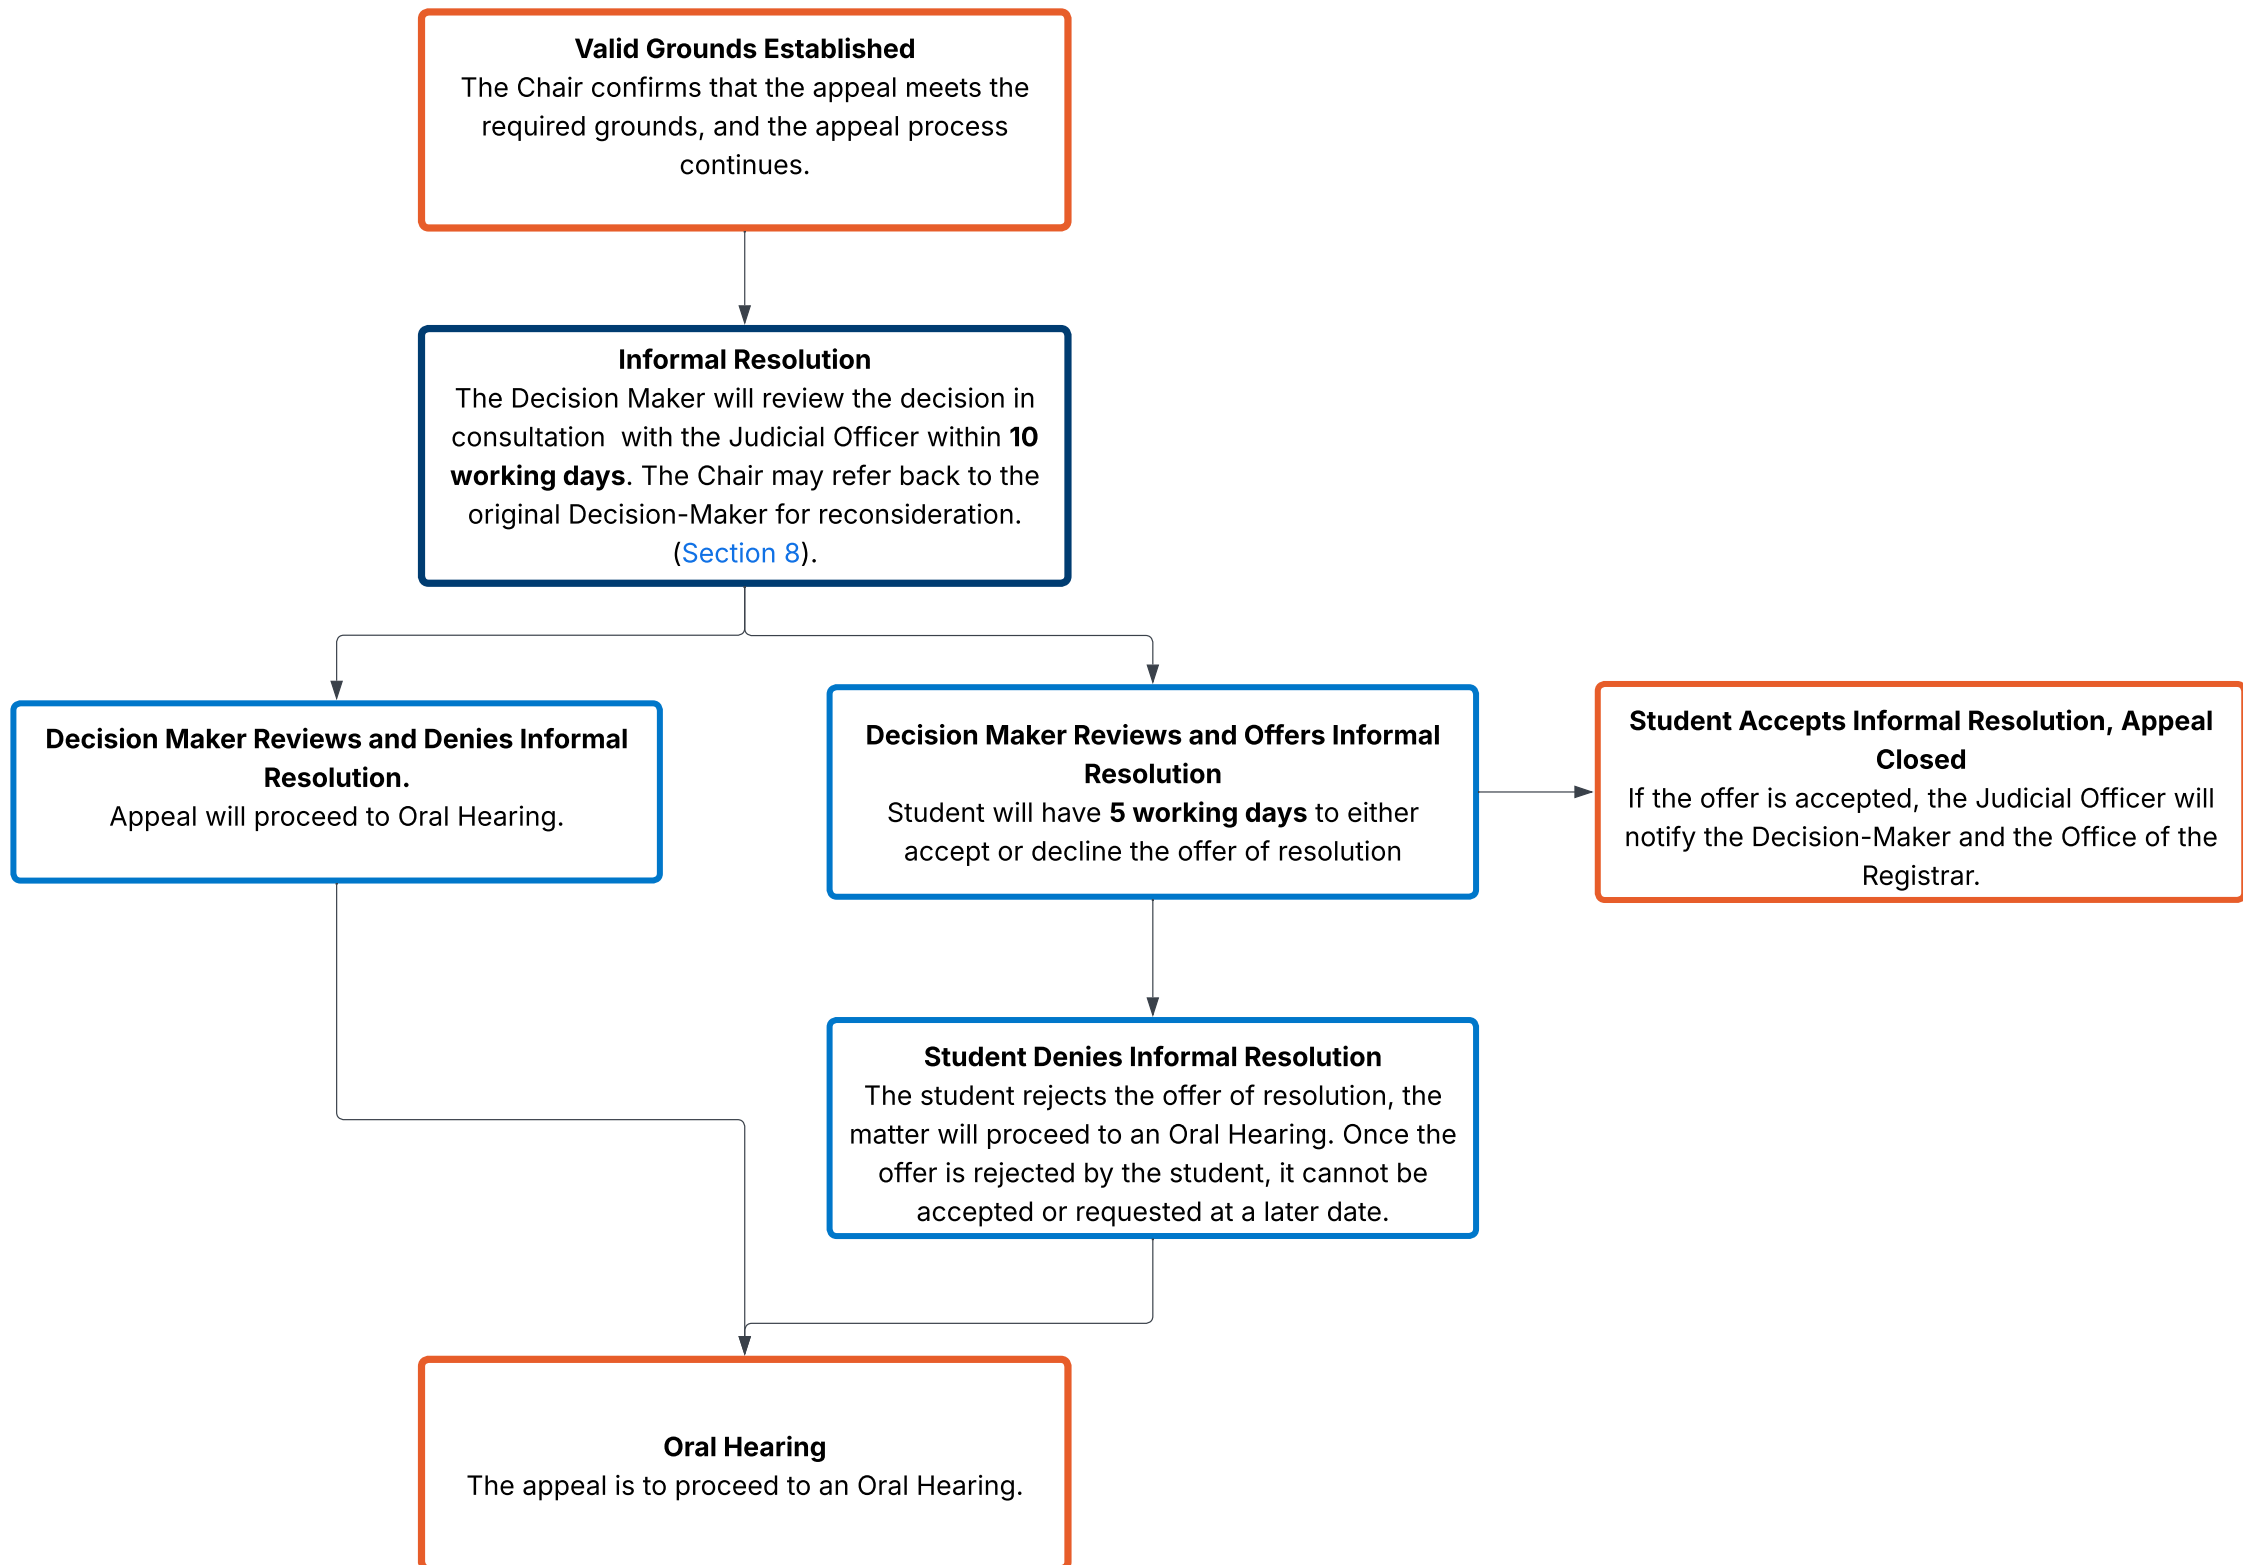 Valid Grounds Established
The Chair confirms that the appeal meets the
required grounds, and the appeal process
continues.
Informal Resolution
The Decision Maker will review the decision in
consultation  with the Judicial Officer within 10
working days. The Chair may refer back to the
original Decision-Maker for reconsideration.
(Section 8).
Decision Maker Reviews and Denies Informal
Resolution.
Appeal will proceed to Oral Hearing.
Decision Maker Reviews and Offers Informal
Resolution
Student will have 5 working days to either
accept or decline the offer of resolution
Student Accepts Informal Resolution, Appeal
Closed
If the offer is accepted, the Judicial Officer will
notify the Decision-Maker and the Office of the
Registrar.
Student Denies Informal Resolution
The student rejects the offer of resolution, the
matter will proceed to an Oral Hearing. Once the
offer is rejected by the student, it cannot be
accepted or requested at a later date.
Oral Hearing
The appeal is to proceed to an Oral Hearing.